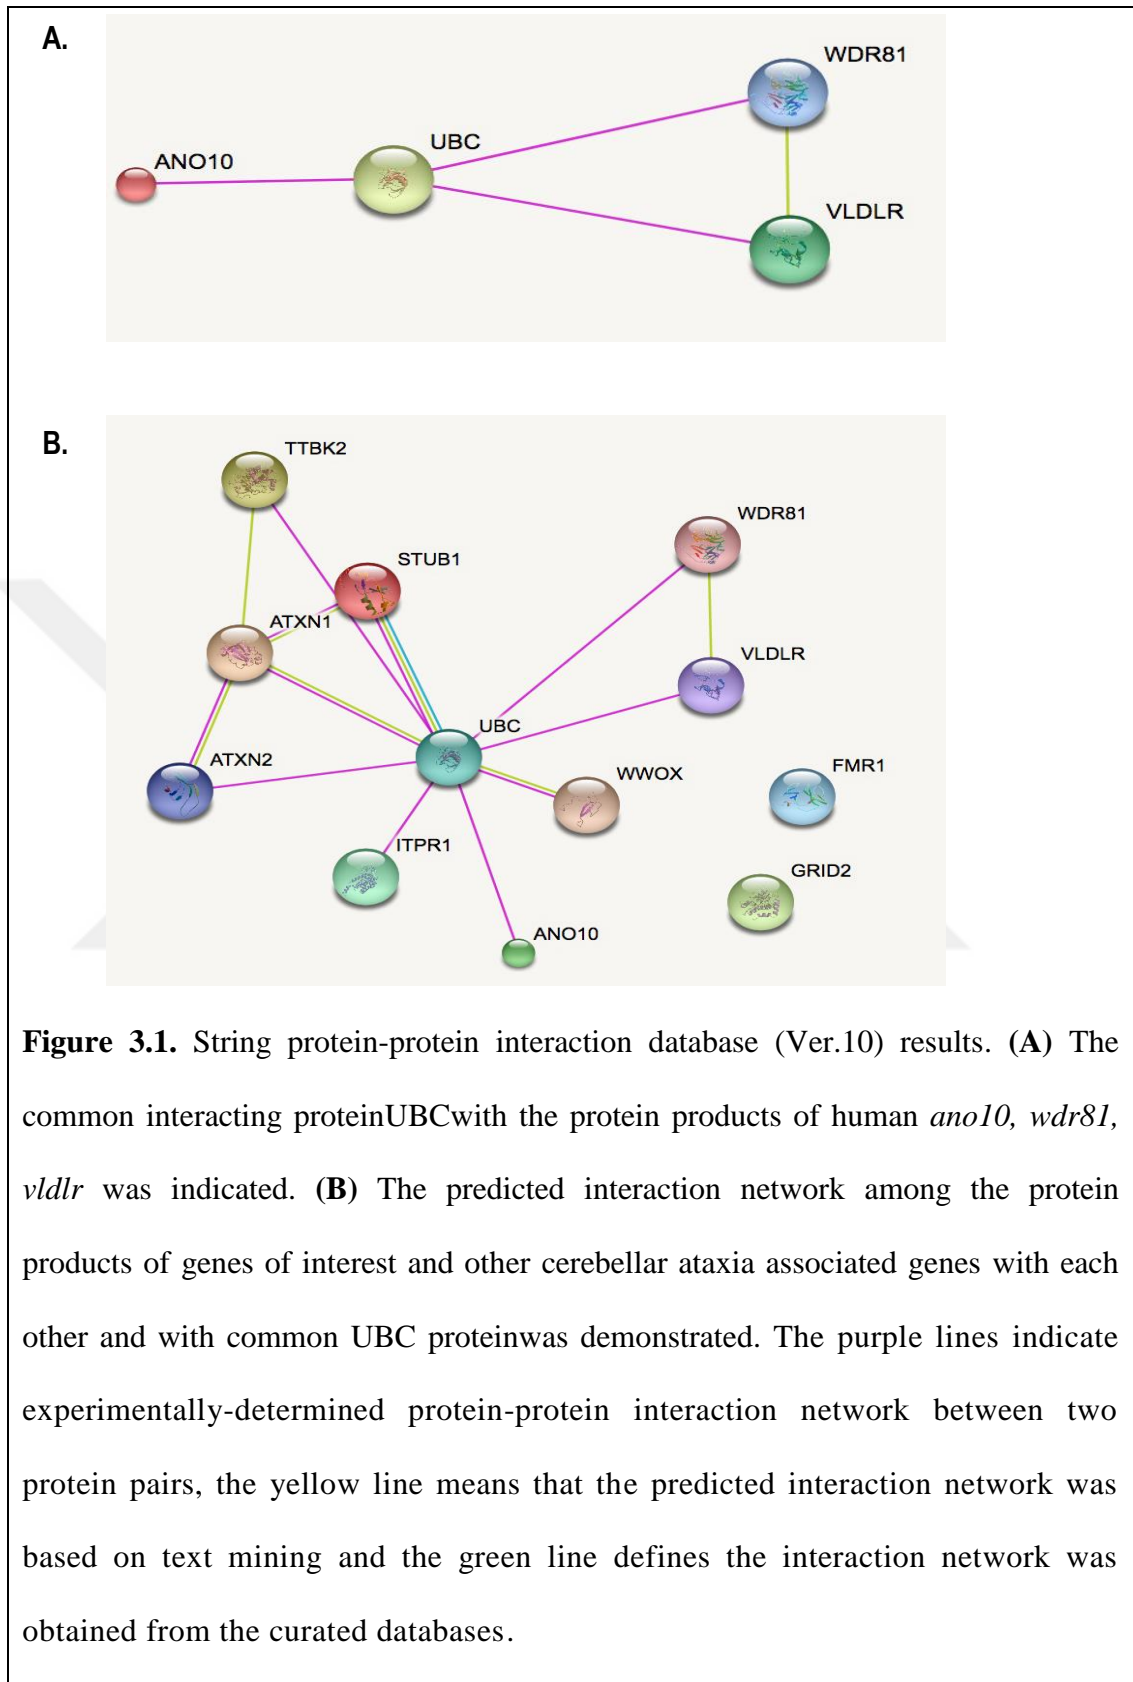 A.
WDR81
UBC
ANO10
VLDLR
B.
TTBK2
WDR81
STUB1
ATXN1
VLDLR
UBC
ATXN2
WWOX
FMR1
ITPR1
GRID2
ANO10
Figure 3.1. String protein-protein interaction database (Ver.10) results. (A) The
common interacting proteinUBCwith the protein products of human ano10, wdr81,
vldlr was indicated. (B) The predicted interaction network among the protein
products of genes of interest and other cerebellar ataxia associated genes with each
other and with common UBC proteinwas demonstrated. The purple lines indicate
experimentally-determined protein-protein interaction network between two
protein pairs, the yellow line means that the predicted interaction network was
based on text mining and the green line defines the interaction network was
obtained from the curated databases.